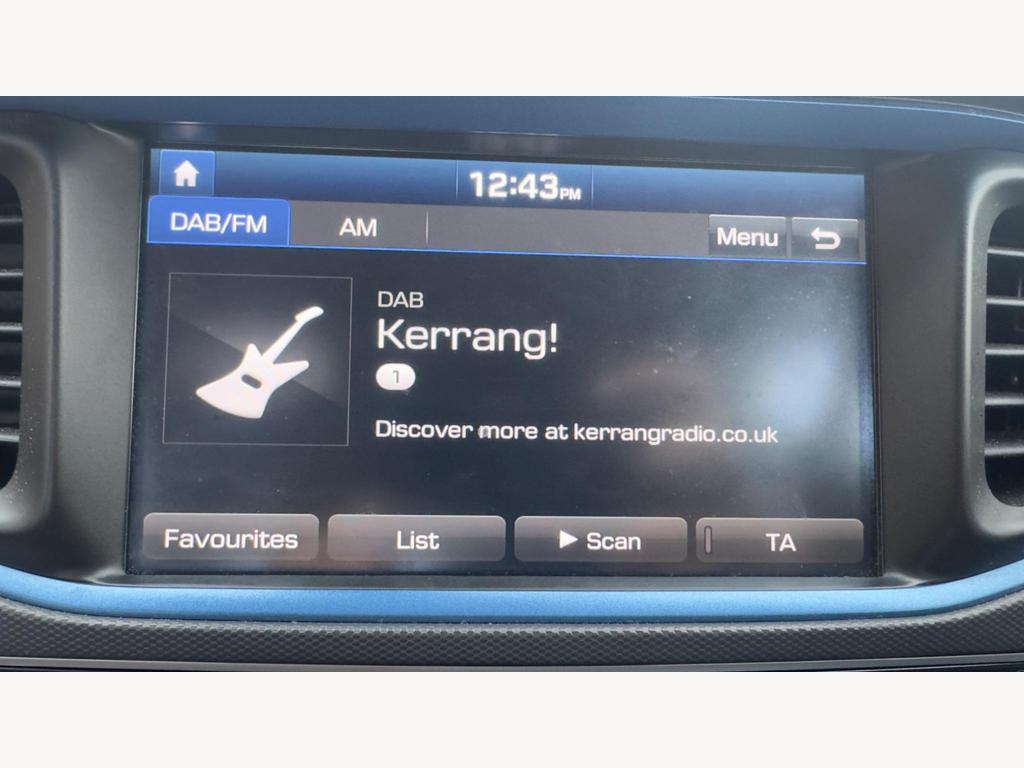 12:43PM
DAB/FM AM Menu
DAB
Kerrang!
1
Discover more at kerrangradio.co.uk
Favourites List Scan TA